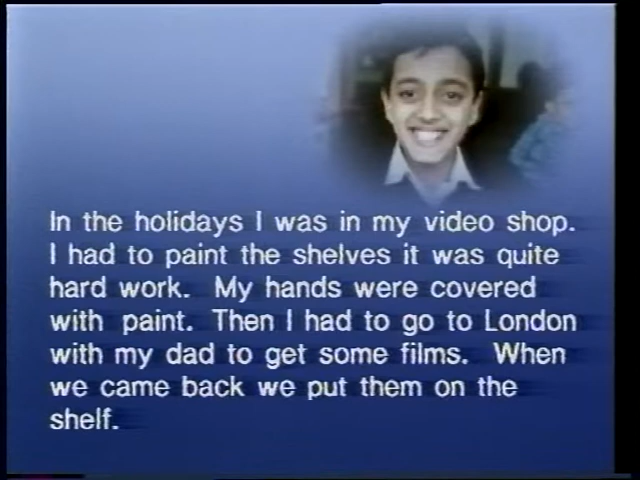 In the holidays I was in my video shop.
I had to paint the shelves it was quite
hard work. My hands were covered
with paint. Then I had to go to London
with my dad to get some films. When
we came back we put them on the
shelf.